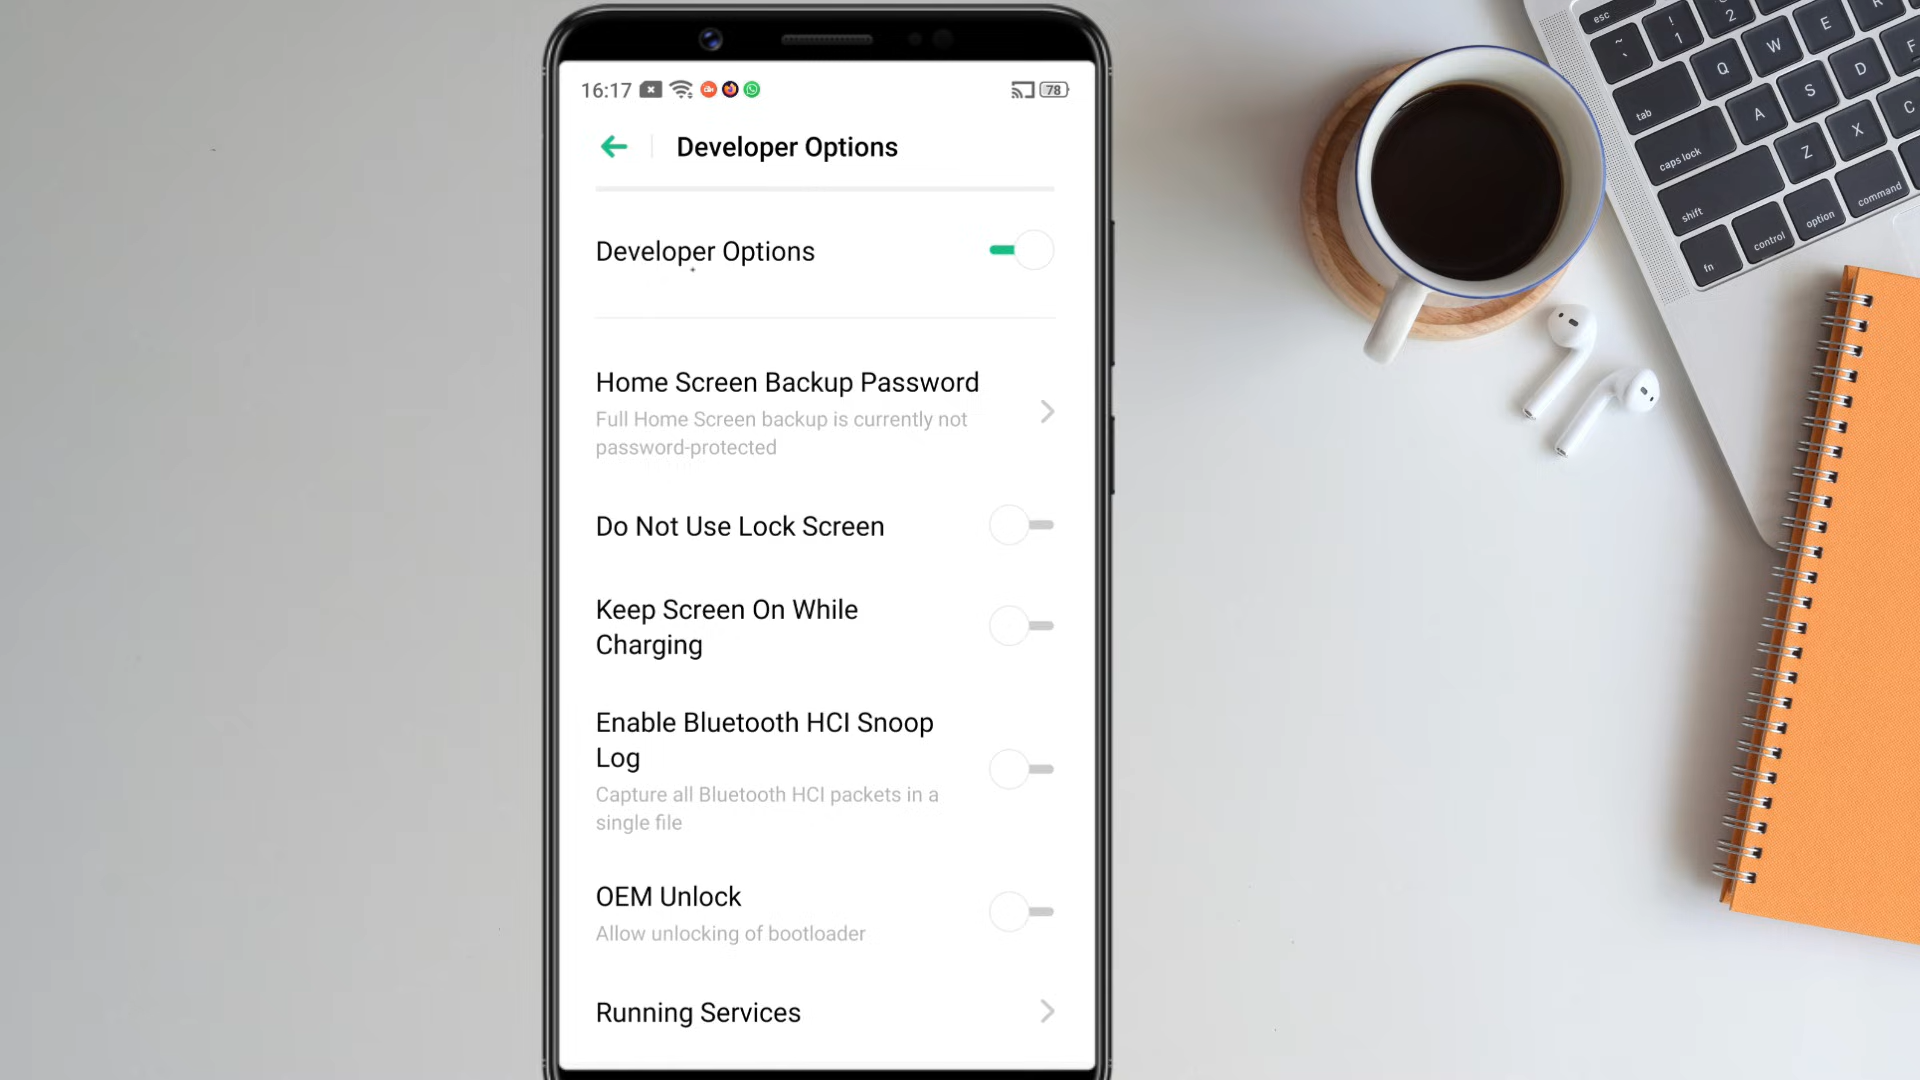 16:17
78
Developer Options
Developer Options
Home Screen Backup Password
Full Home Screen backup is currently not
password-protected
Do Not Use Lock Screen
Keep Screen On While
Charging
Enable Bluetooth HCI Snoop
Log
Capture all Bluetooth HCI packets in a
single file
OEM Unlock
Allow unlocking of bootloader
Running Services
esc
~ ! 1 2
tab Q W E R
caps lock A S D F
shift Z X C
fn control option command